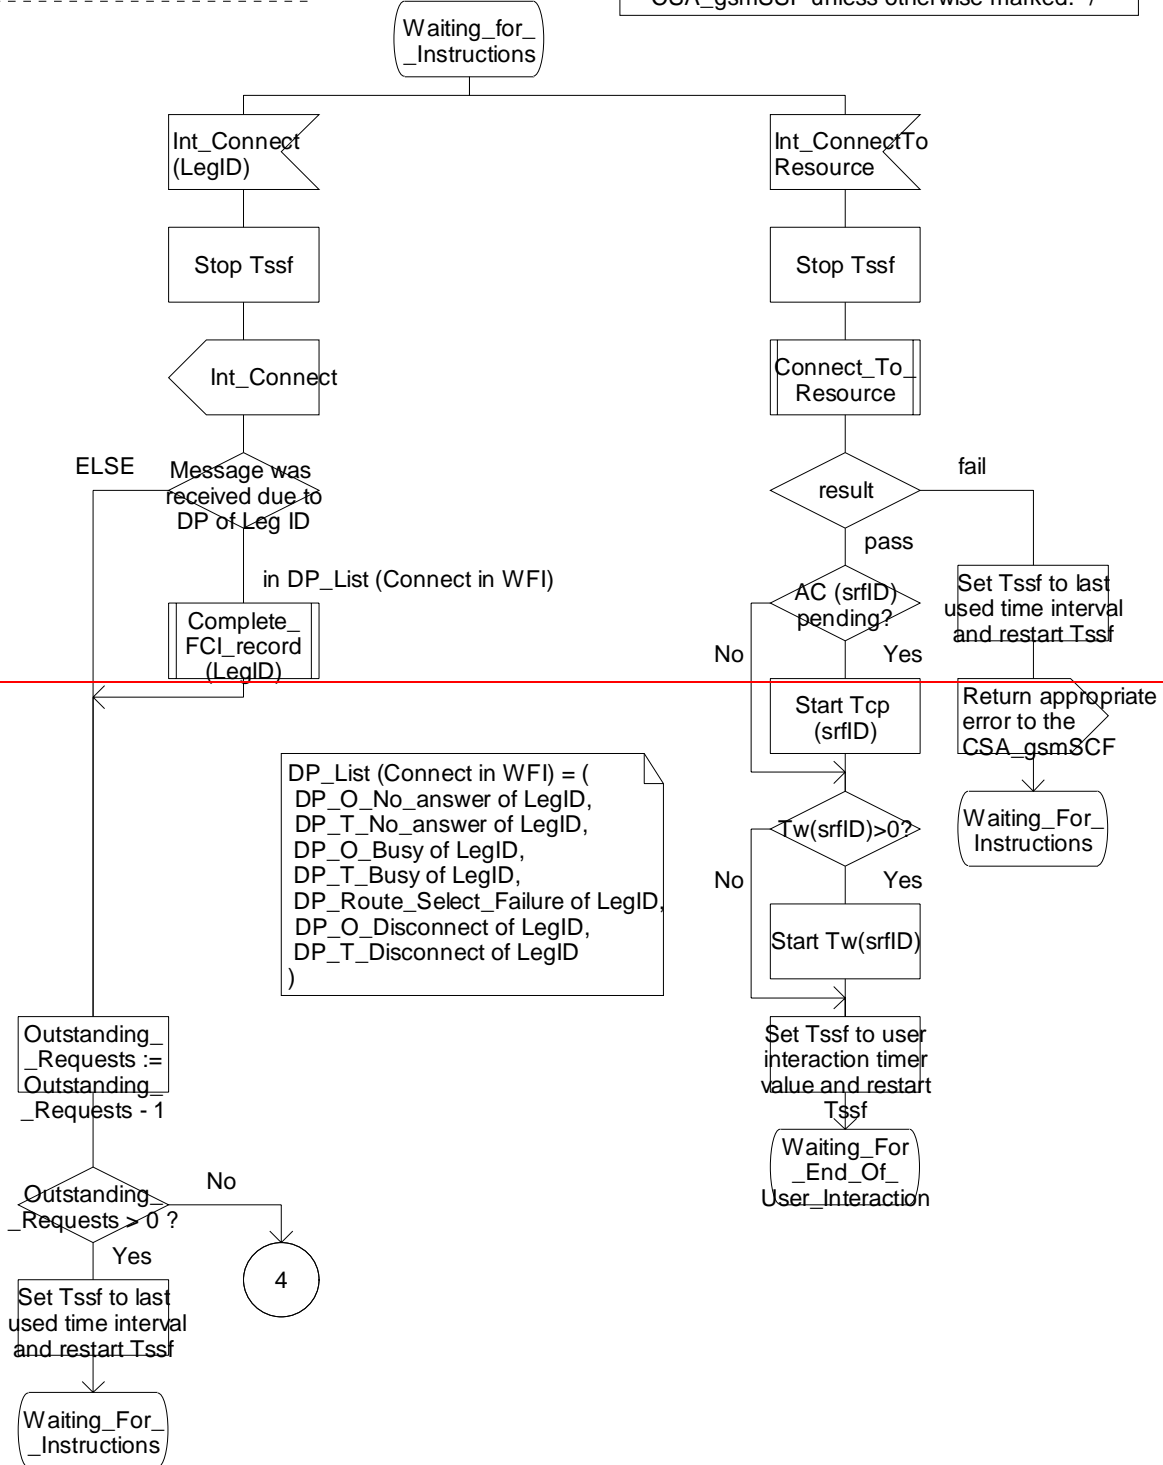 CSA_gsmSCF unless otherwise marked. */
Waiting_for_
_Instructions
Int_Connect
(LegID)
Stop Tssf
Int_Connect
ELSE
Message was
received due to
DP of Leg ID
in DP_List (Connect in WFI)
Complete_
FCI_record
(LegID)
DP_List (Connect in WFI) = (
DP_O_No_answer of LegID,
DP_T_No_answer of LegID,
DP_O_Busy of LegID,
DP_T_Busy of LegID,
DP_Route_Select_Failure of LegID,
DP_O_Disconnect of LegID,
DP_T_Disconnect of LegID
)
Outstanding_
_Requests :=
Outstanding_
_Requests - 1
Outstanding_
_Requests > 0 ?
No
4
Yes
Set Tssf to last
used time interval
and restart Tssf
Waiting_For_
_Instructions
Int_ConnectTo
Resource
Stop Tssf
Connect_To_
Resource
result
fail
pass
AC (srfID)
pending?
No
Yes
Start Tcp
(srfID)
Tw(srfID)>0?
No
Yes
Start Tw(srfID)
Set Tssf to user
interaction timer
value and restart
Tssf
Waiting_For
_End_Of_
User_Interaction
Set Tssf to last
used time interval
and restart Tssf
Return appropriate
error to the
CSA_gsmSCF
Waiting_For_
Instructions